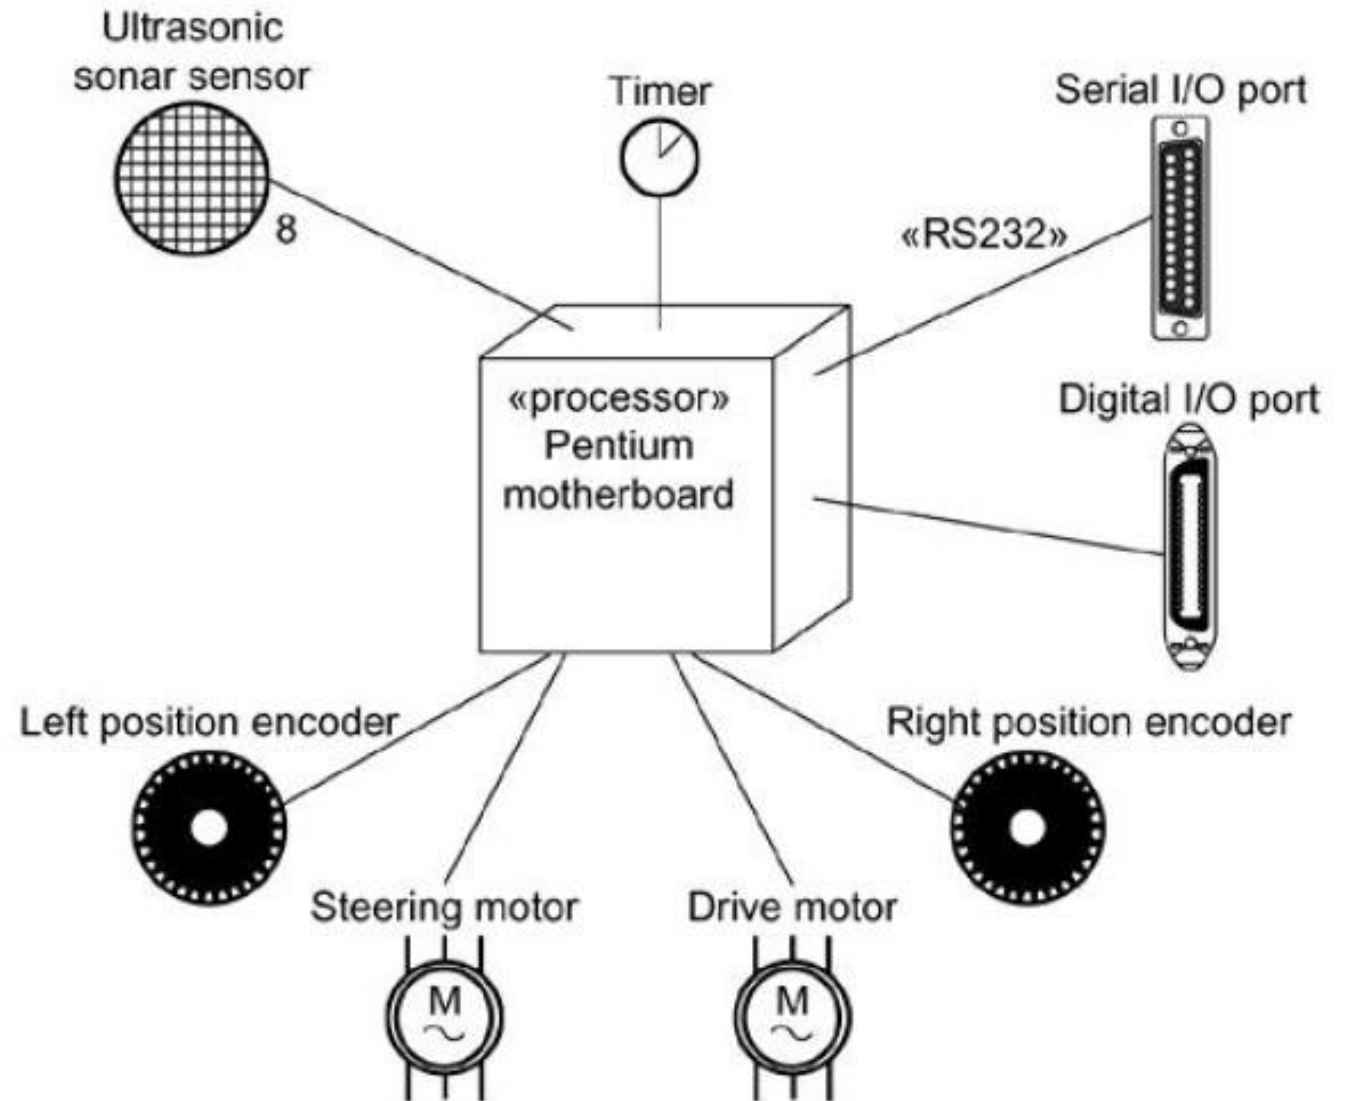 Ultrasonic
sonar sensor
8
Timer
Serial I/O port
«RS232»
«processor»
Pentium
motherboard
Digital I/O port
Left position encoder
Right position encoder
Steering motor
Drive motor
M
M